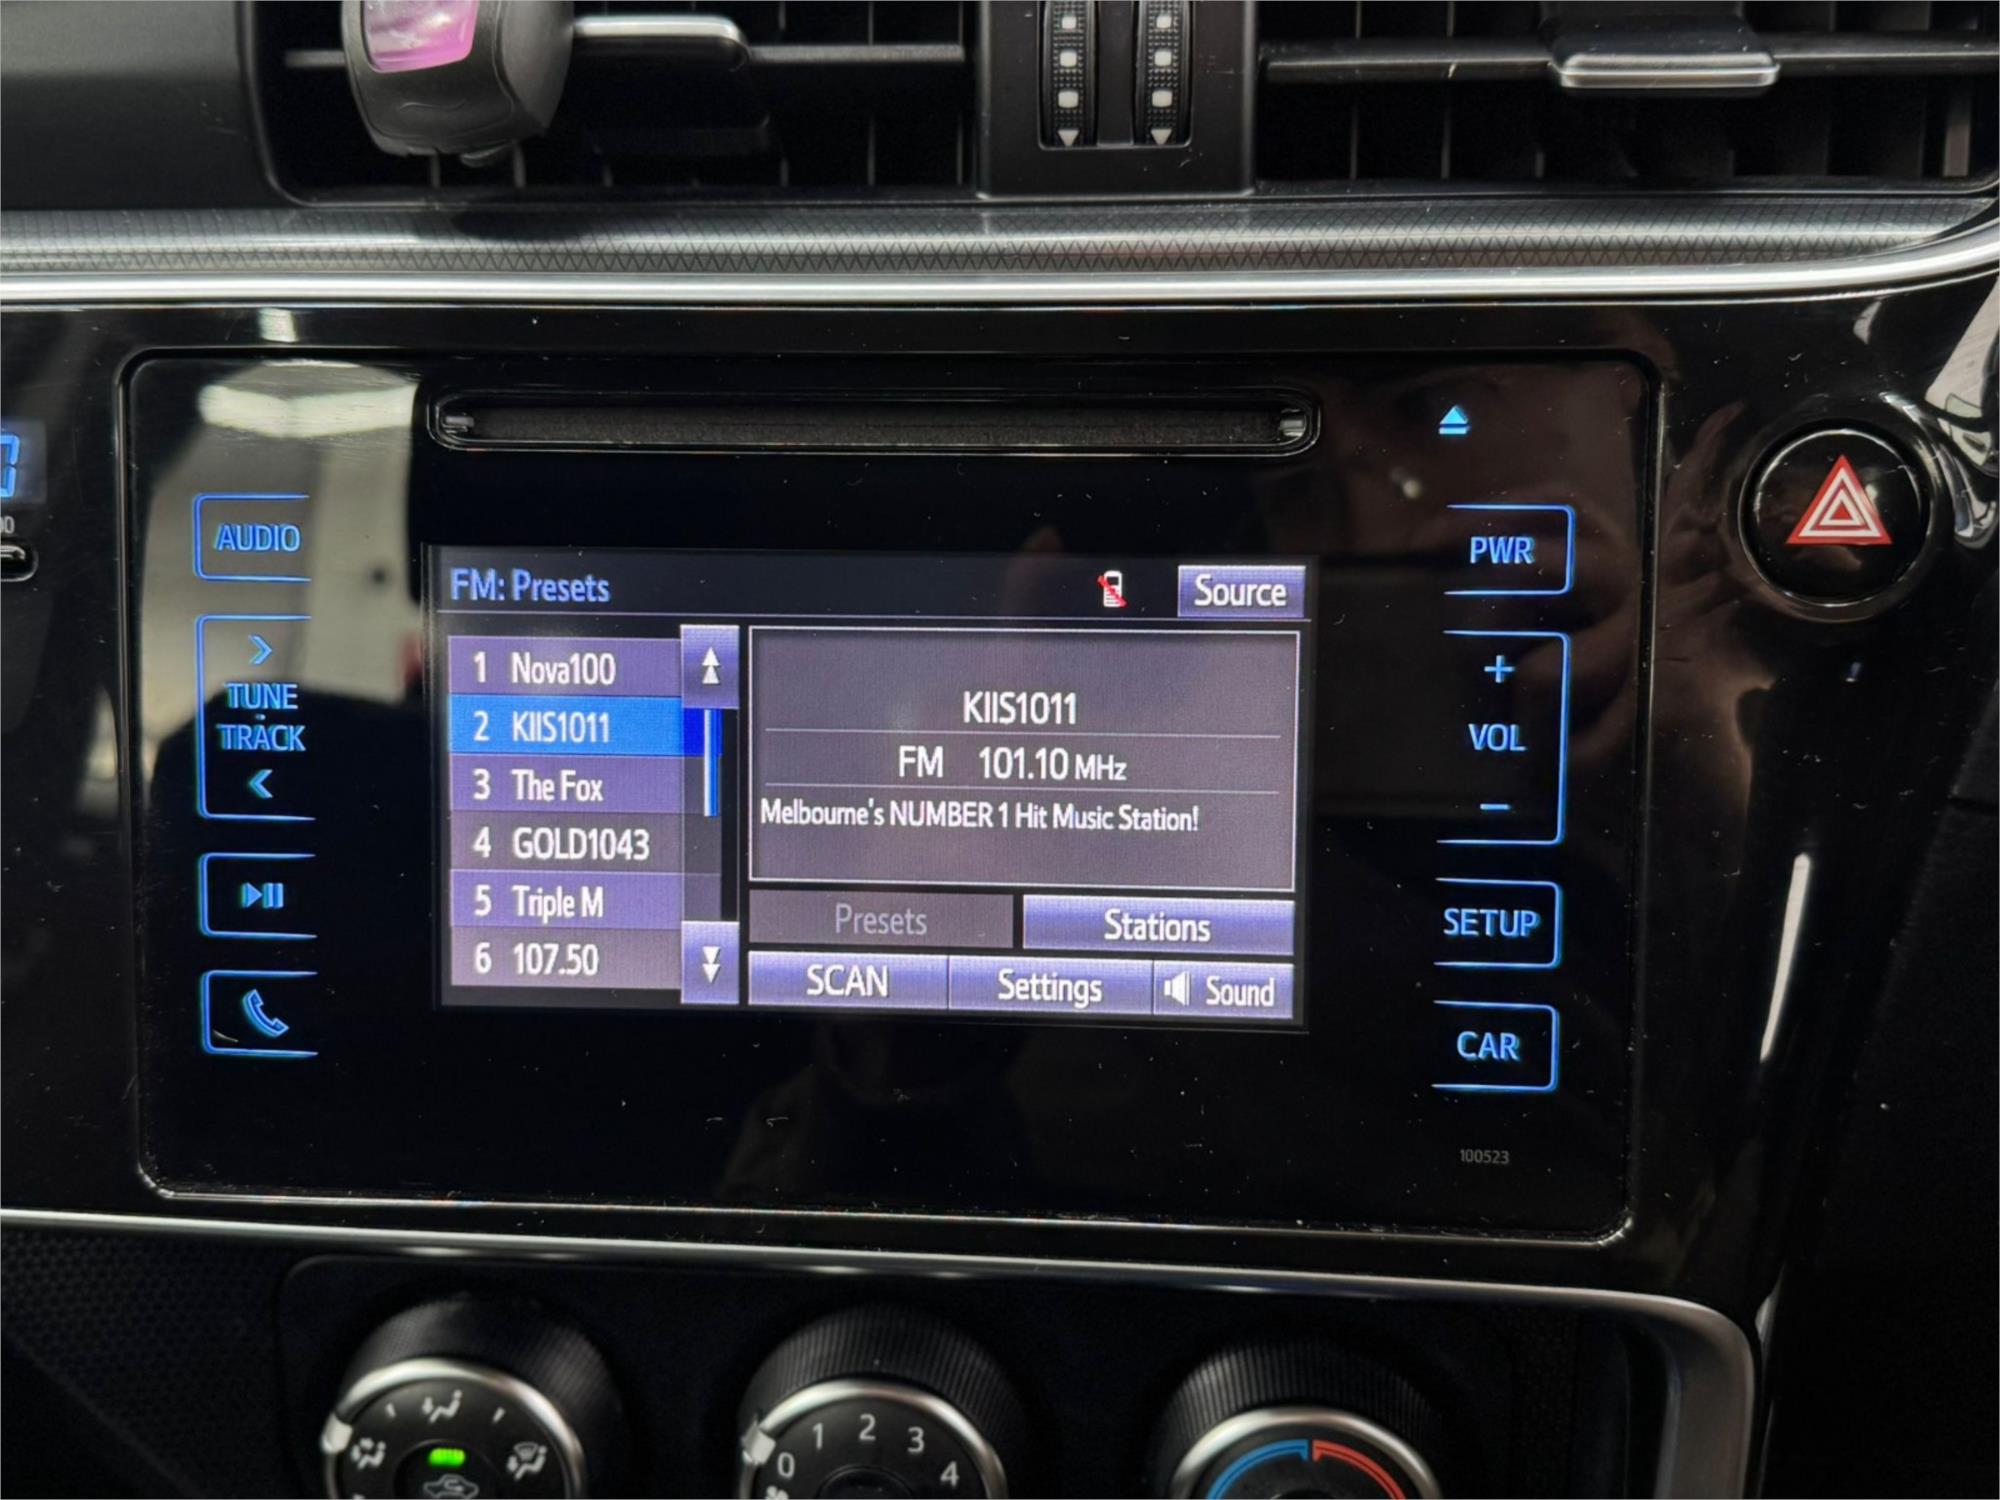 AUDIO
TUNE
TRACK
FM: Presets
Source
1 Nova100
2 KIIS1011
3 The Fox
4 GOLD1043
5 Triple M
6 107.50
KIIS1011
FM 101.10 MHz
Melbourne's NUMBER 1 Hit Music Station!
Presets
Stations
SCAN
Settings
Sound
PWR
+
VOL
-
SETUP
CAR
100523
0 1 2 3 4